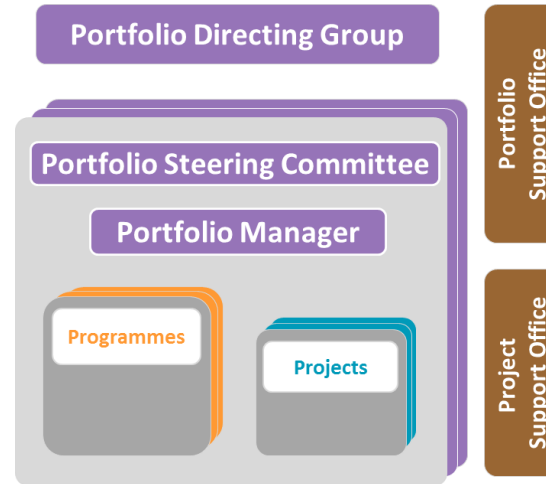 Portfolio Directing Group
Portfolio Steering Committee
Portfolio Manager
Programmes
Projects
Portfolio
Support Office
Project
Support Office